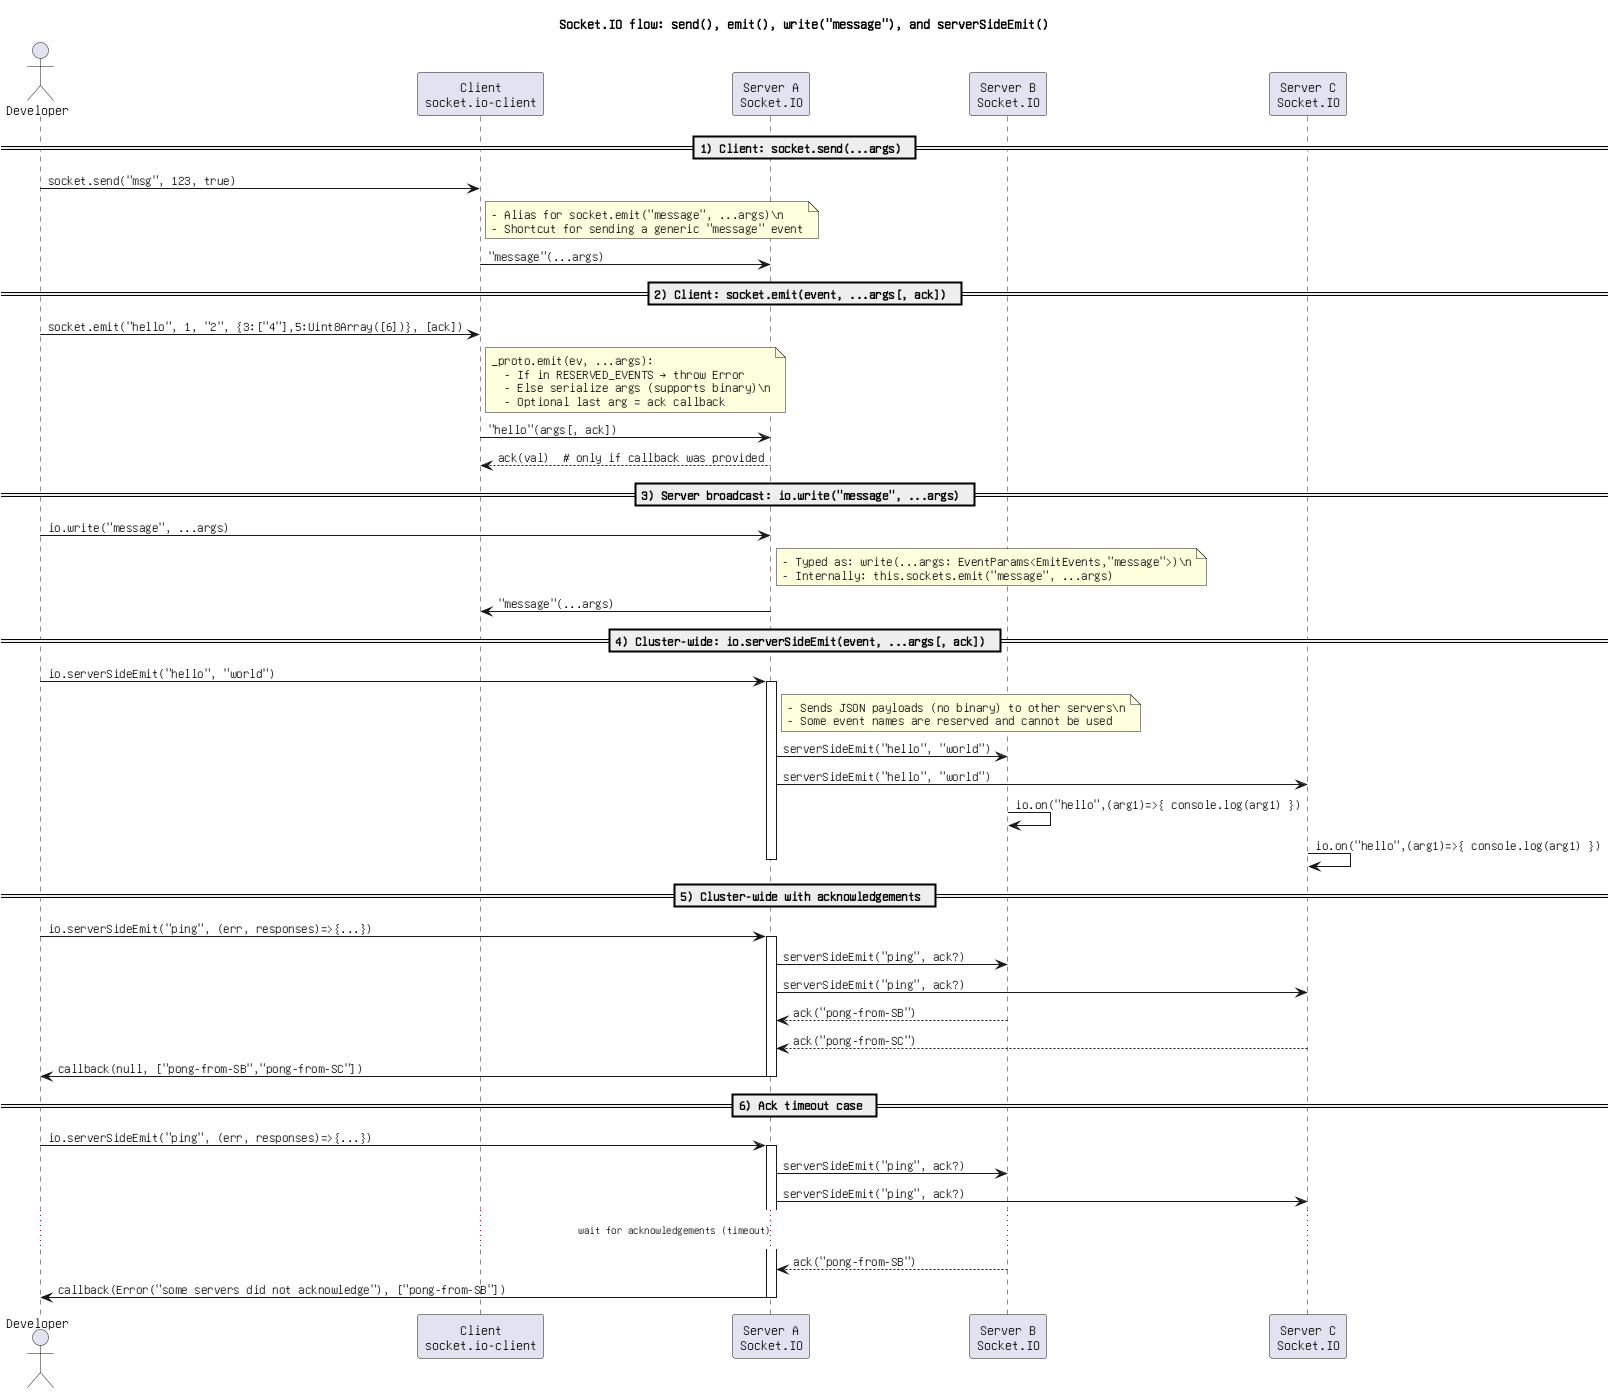 Socket.IO flow: send(), emit(), write("message"), and serverSideEmit()
Developer
Client
socket.io-client
Server A
Socket.IO
Server B
Socket.IO
Server C
Socket.IO
1) Client: socket.send(...args)
socket.send("msg", 123, true)
- Alias for socket.emit("message", ...args)\n
- Shortcut for sending a generic "message" event
"message"(...args)
2) Client: socket.emit(event, ...args[, ack])
socket.emit("hello", 1, "2", {3:["4"],5:Uint8Array([6])}, [ack])
_proto.emit(ev, ...args):
- If in RESERVED_EVENTS → throw Error
- Else serialize args (supports binary)\n
- Optional last arg = ack callback
"hello"(args[, ack])
ack(val)  # only if callback was provided
3) Server broadcast: io.write("message", ...args)
io.write("message", ...args)
- Typed as: write(...args: EventParams<EmitEvents,"message">)\n
- Internally: this.sockets.emit("message", ...args)
"message"(...args)
4) Cluster-wide: io.serverSideEmit(event, ...args[, ack])
io.serverSideEmit("hello", "world")
- Sends JSON payloads (no binary) to other servers\n
- Some event names are reserved and cannot be used
serverSideEmit("hello", "world")
serverSideEmit("hello", "world")
io.on("hello",(arg1)=>{ console.log(arg1) })
io.on("hello",(arg1)=>{ console.log(arg1) })
5) Cluster-wide with acknowledgements
io.serverSideEmit("ping", (err, responses)=>{...})
serverSideEmit("ping", ack?)
serverSideEmit("ping", ack?)
ack("pong-from-SB")
ack("pong-from-SC")
callback(null, ["pong-from-SB","pong-from-SC"])
6) Ack timeout case
io.serverSideEmit("ping", (err, responses)=>{...})
serverSideEmit("ping", ack?)
serverSideEmit("ping", ack?)
wait for acknowledgements (timeout)
ack("pong-from-SB")
callback(Error("some servers did not acknowledge"), ["pong-from-SB"])
Developer
Client
socket.io-client
Server A
Socket.IO
Server B
Socket.IO
Server C
Socket.IO